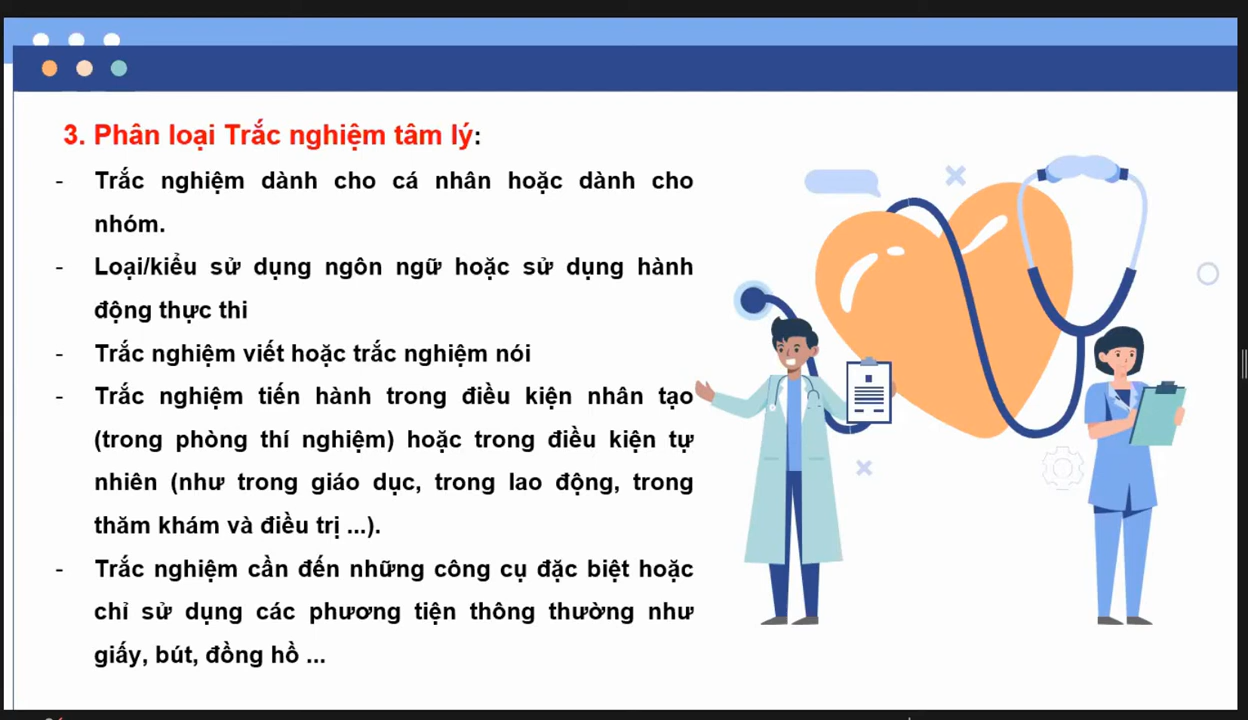 3. Phân loại Trắc nghiệm tâm lý:
- Trắc nghiệm dành cho cá nhân hoặc dành cho
nhóm.
- Loại/kiểu sử dụng ngôn ngữ hoặc sử dụng hành
động thực thi
- Trắc nghiệm viết hoặc trắc nghiệm nói
- Trắc nghiệm tiến hành trong điều kiện nhân tạo
(trong phòng thí nghiệm) hoặc trong điều kiện tự
nhiên (như trong giáo dục, trong lao động, trong
thăm khám và điều trị ...).
- Trắc nghiệm cần đến những công cụ đặc biệt hoặc
chỉ sử dụng các phương tiện thông thường như
giấy, bút, đồng hồ ...